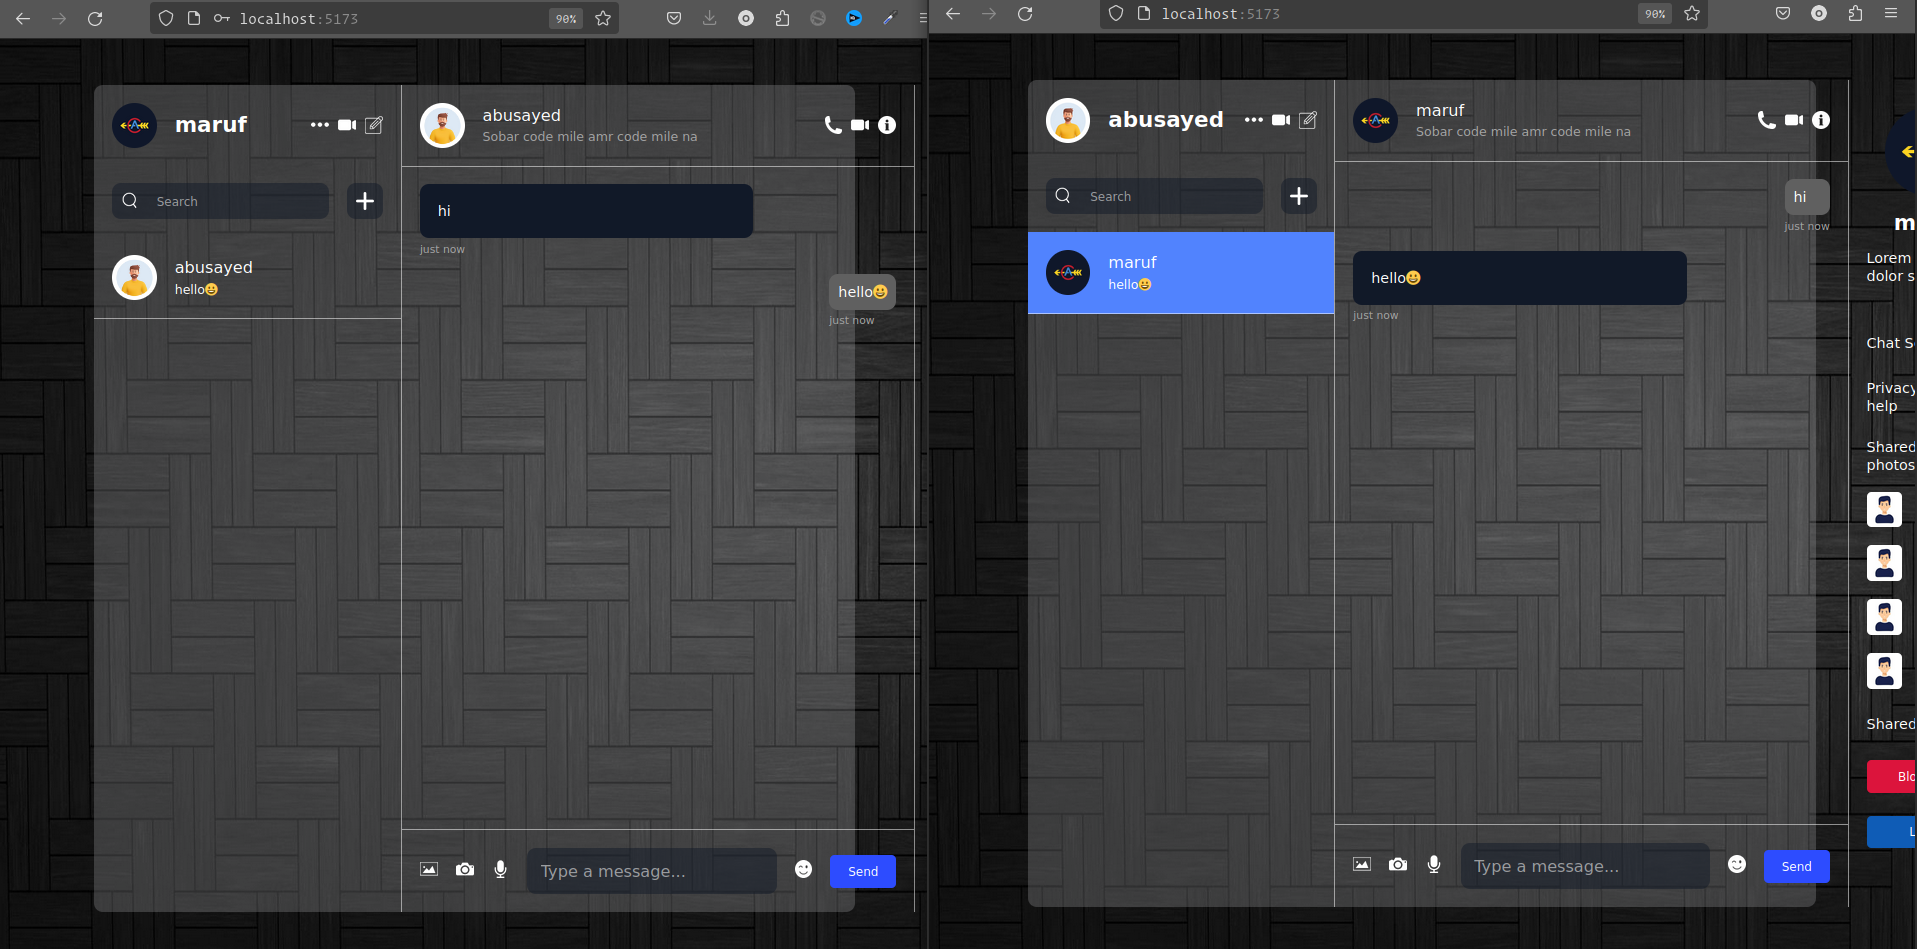 localhost:5173
90%
maruf
abusayed
Sobar code mile amr code mile na
Search
abusayed
hello😀
hi
just now
hello😀
just now
Type a message...
Send
localhost:5173
90%
abusayed
maruf
Sobar code mile amr code mile na
Search
maruf
hello😀
hi
just now
hello😀
just now
Type a message...
Send
m
Lorem
dolor s
Chat S
Privacy
help
Shared
photos
Shared
Blo
L